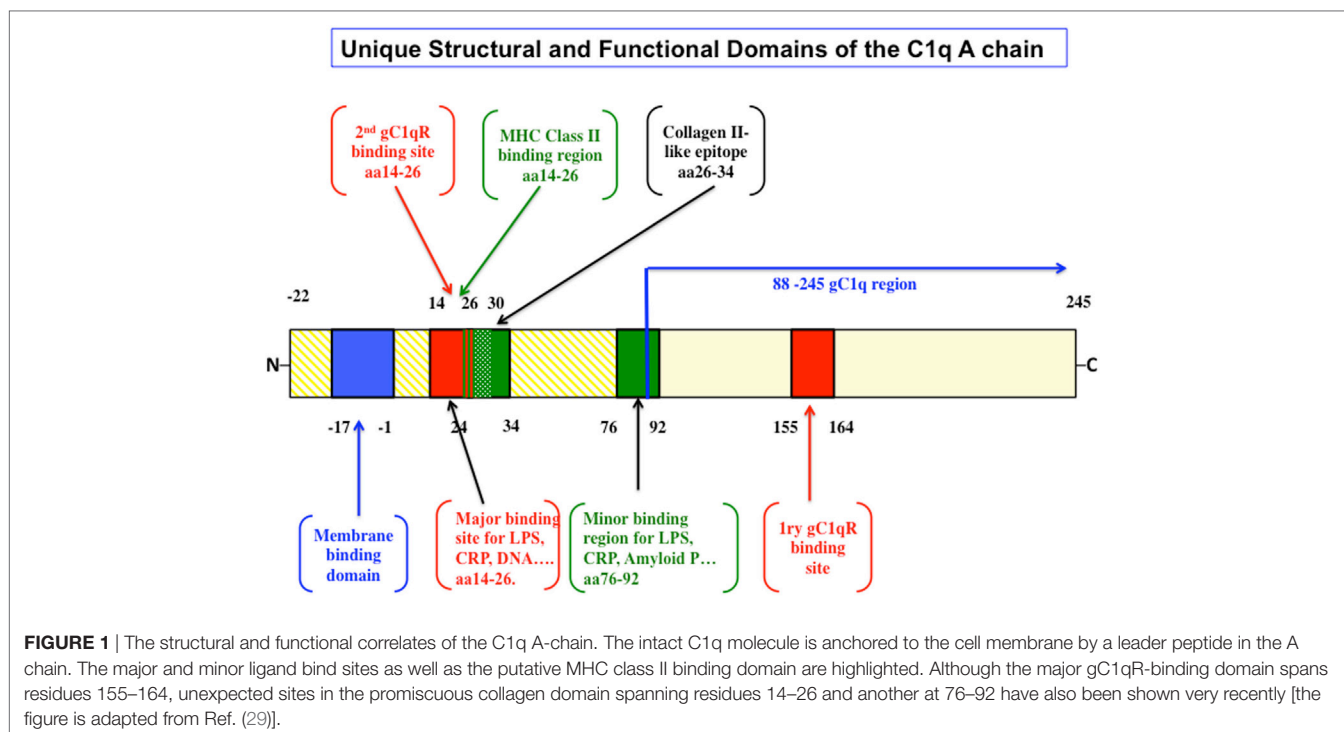 Unique Structural and Functional Domains of the C1q A chain
2nd gC1qR
binding site
aa14-26
MHC Class II
binding region
aa14-26
Collagen II-
like epitope
aa26-34
88 -245 gC1q region
-22
14
26
30
245
N
C
-17
-1
24
34
76
92
155
164
Membrane
binding
domain
Major binding
site for LPS,
CRP, DNA....
aa14-26.
Minor binding
region for LPS,
CRP, Amyloid P…
aa76-92
1ry gC1qR
binding
site
FIGURE 1 | The structural and functional correlates of the C1q A-chain. The intact C1q molecule is anchored to the cell membrane by a leader peptide in the A
chain. The major and minor ligand bind sites as well as the putative MHC class II binding domain are highlighted. Although the major gC1qR-binding domain spans
residues 155–164, unexpected sites in the promiscuous collagen domain spanning residues 14–26 and another at 76–92 have also been shown very recently [the
figure is adapted from Ref. (29)].